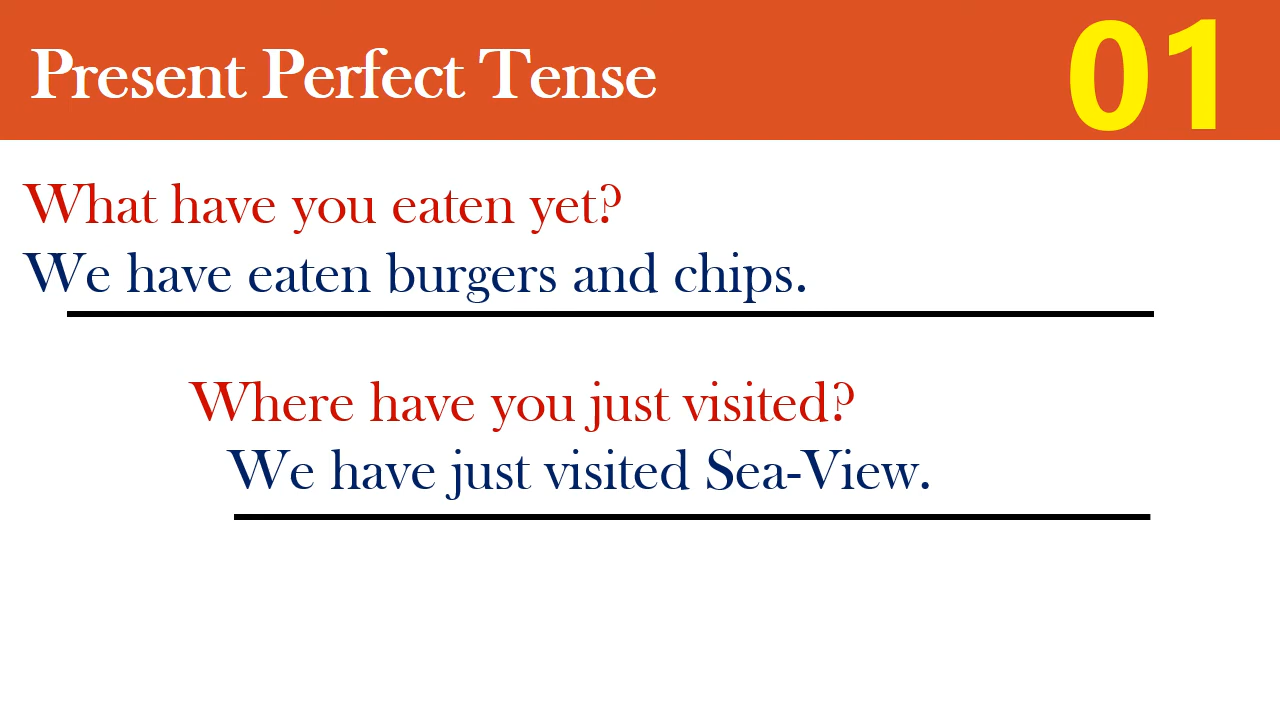 Present Perfect Tense
01
What have you eaten yet?
We have eaten burgers and chips.
Where have you just visited?
We have just visited Sea-View.